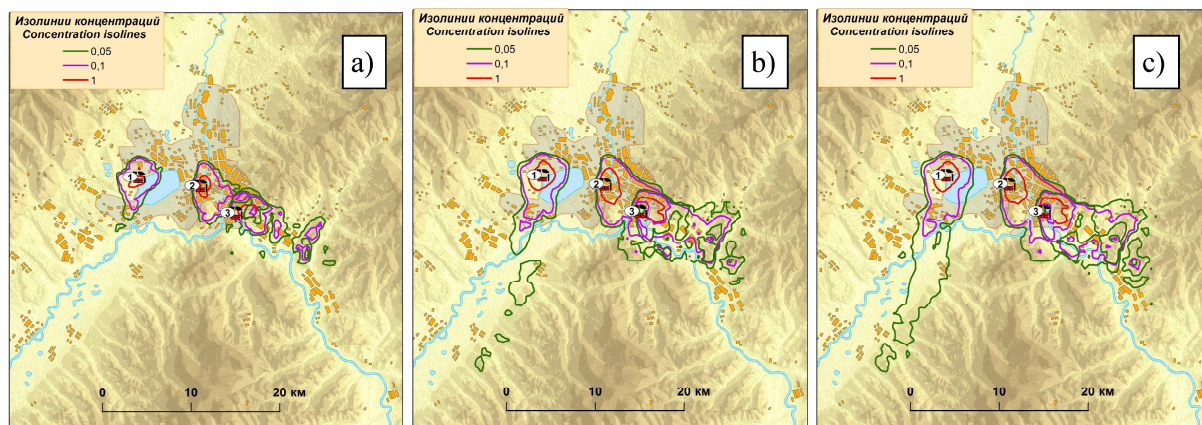 Изолинии концентраций
Concentration isolines
0,05
0,1
1
a)
1
2
3
0
10
20 км
Изолинии концентраций
Concentration isolines
0,05
0,1
1
b)
1
2
3
0
10
20 км
Изолинии концентраций
Concentration isolines
0,05
0,1
1
c)
1
2
3
0
10
20 км